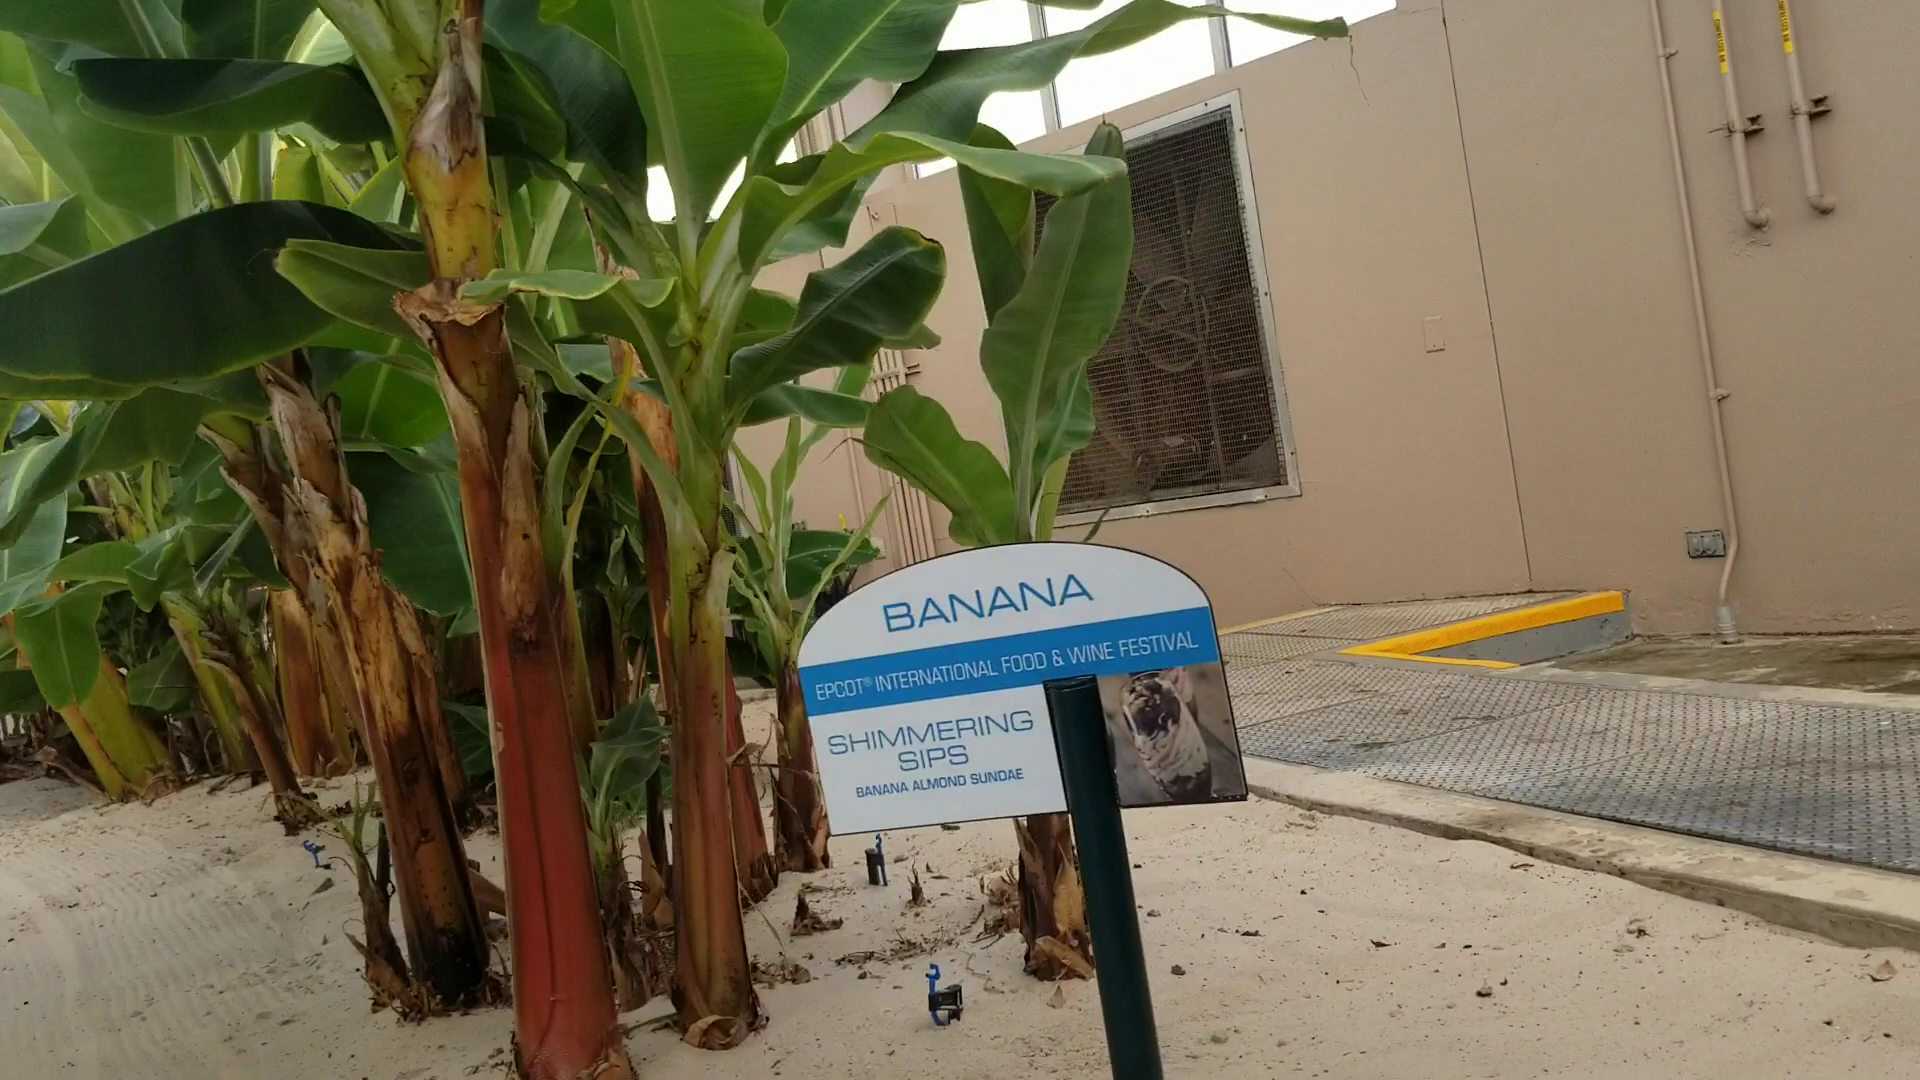 BANANA
EPCOT® INTERNATIONAL FOOD & WINE FESTIVAL
SHIMMERING
SIPS
BANANA ALMOND SUNDAE